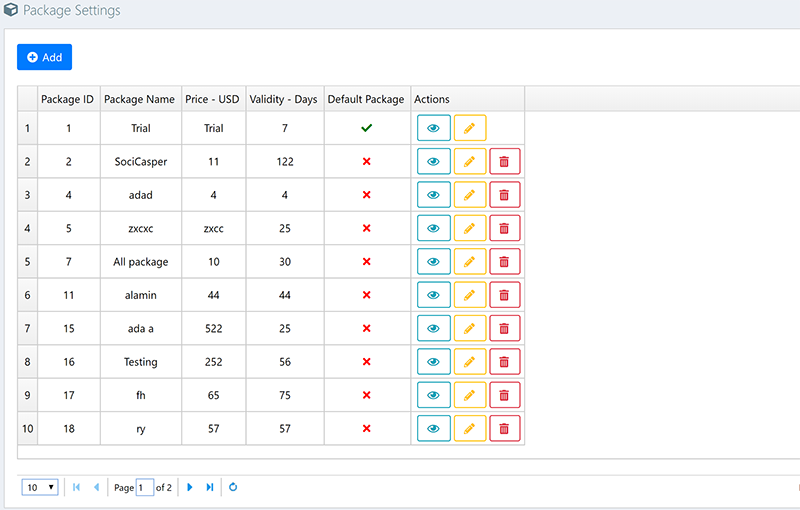 Package Settings
Add
Package ID Package Name Price - USD Validity - Days Default Package Actions
1 1 Trial Trial 7
2 2 SociCasper 11 122
3 4 adad 4 4
4 5 zxcxc zxcc 25
5 7 All package 10 30
6 11 alamin 44 44
7 15 ada a 522 25
8 16 Testing 252 56
9 17 fh 65 75
10 18 ry 57 57
10 Page 1 of 2